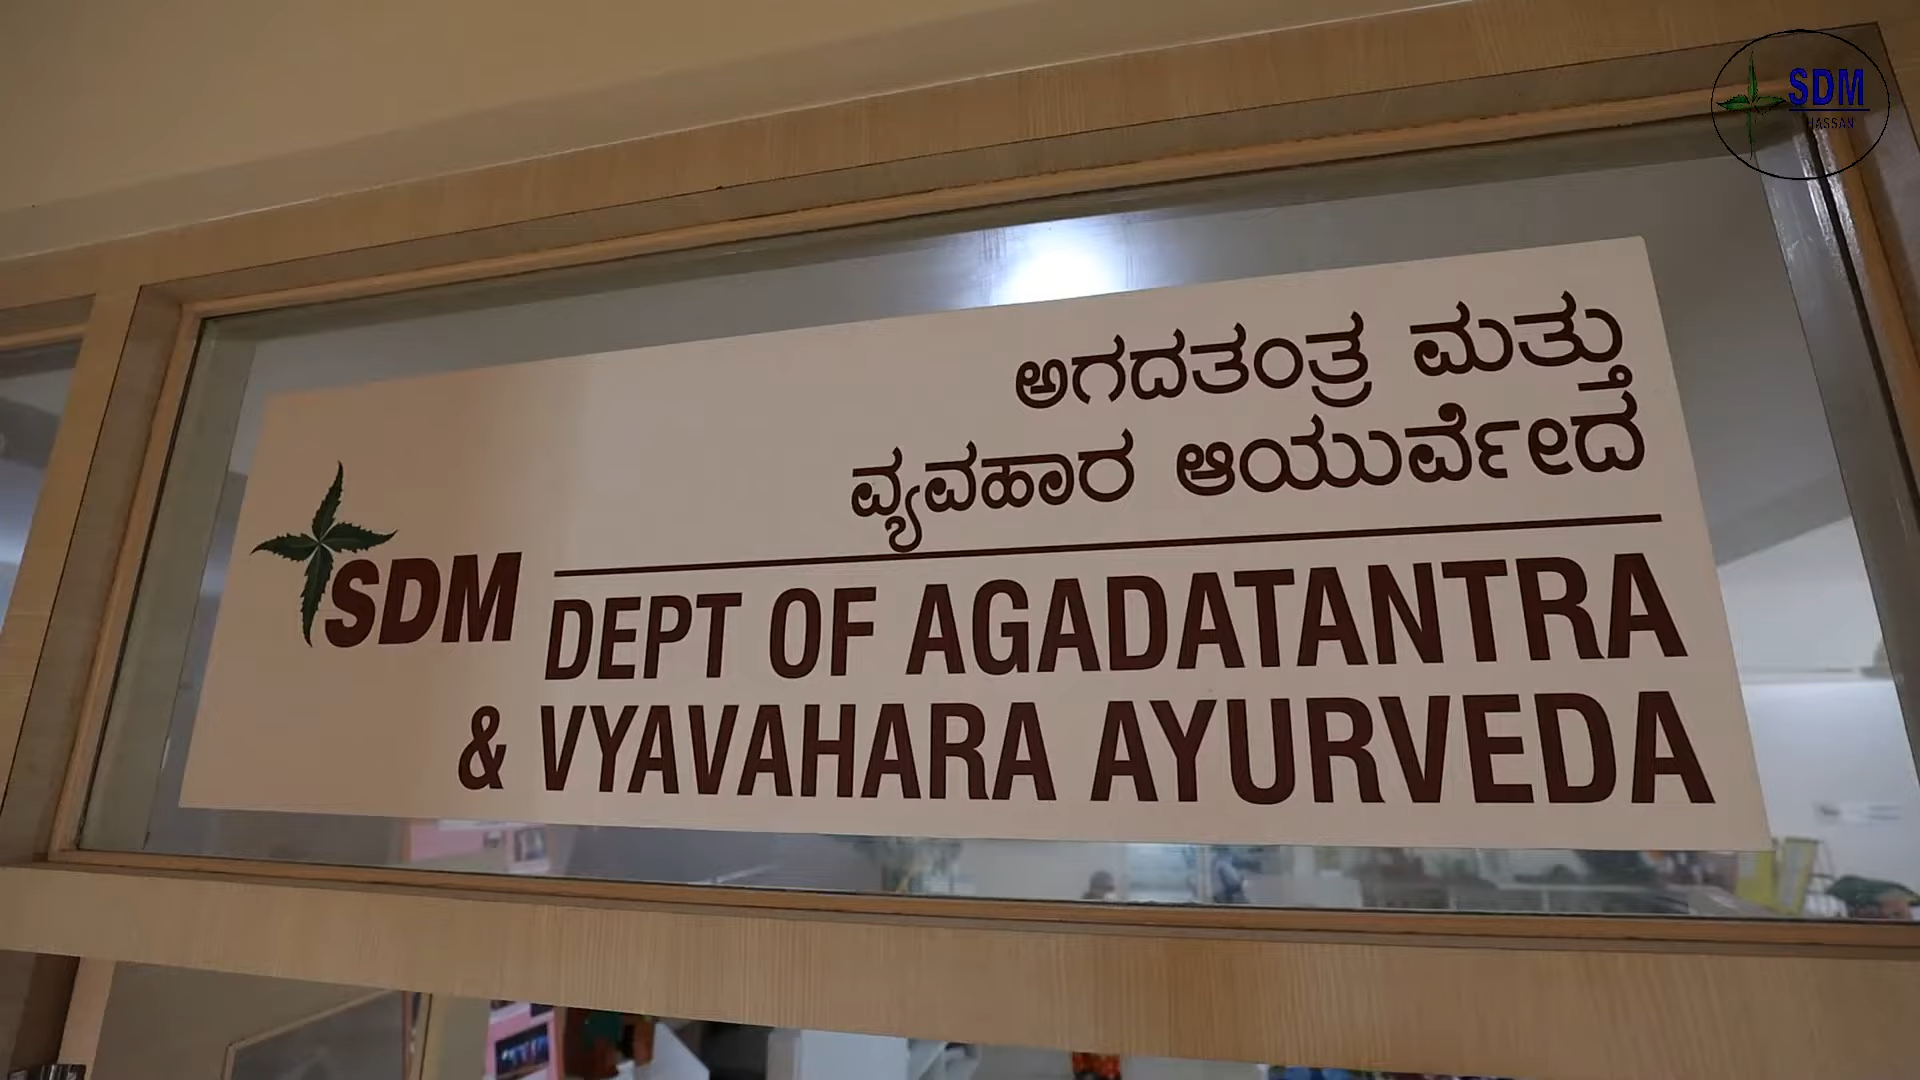 ಅಗದತಂತ್ರ ಮತ್ತು
ವ್ಯವಹಾರ ಆಯುರ್ವೇದ
SDM
DEPT OF AGADATANTRA
& VYAVAHARA AYURVEDA
SDM
HASSAN